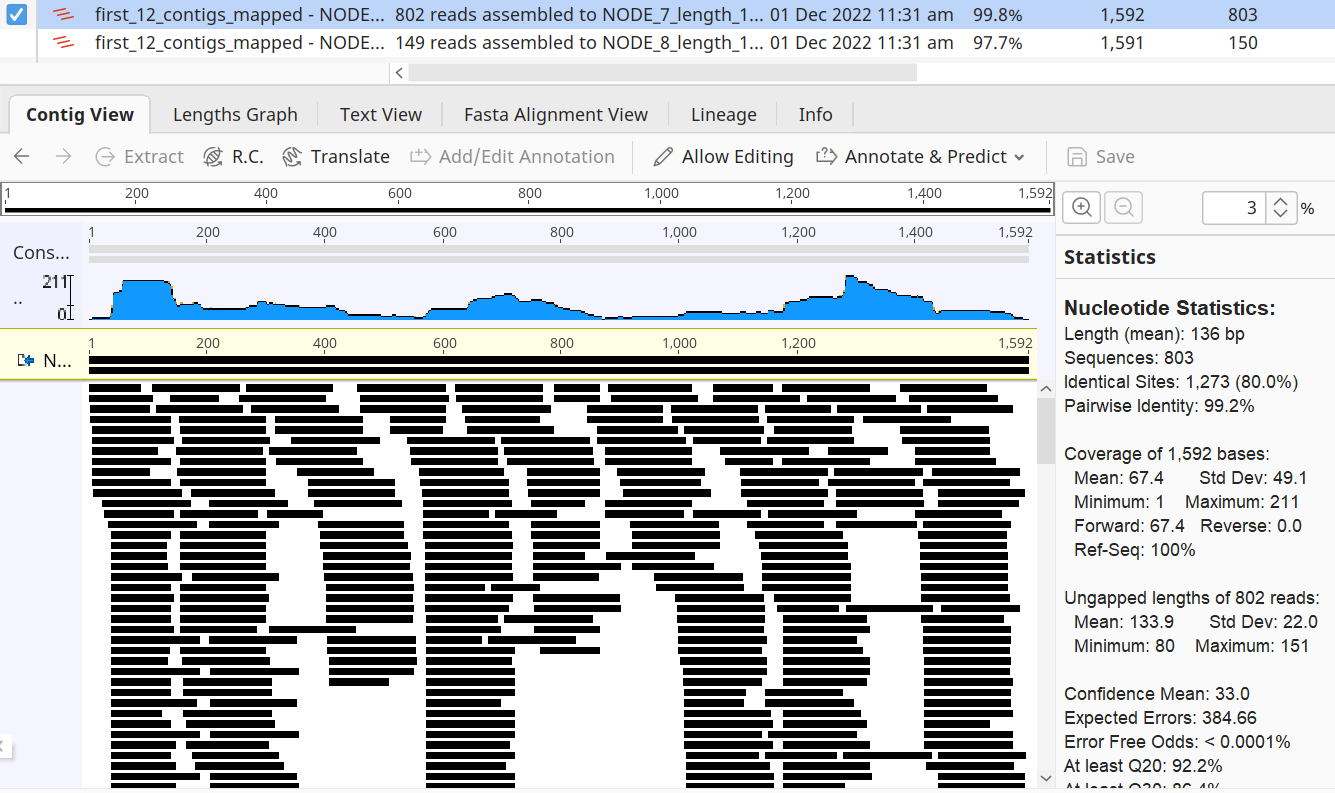 first_12_contigs_mapped - NODE... 802 reads assembled to NODE_7_length_1... 01 Dec 2022 11:31 am 99.8% 1,592 803
first_12_contigs_mapped - NODE... 149 reads assembled to NODE_8_length_1... 01 Dec 2022 11:31 am 97.7% 1,591 150
Contig View Lengths Graph Text View Fasta Alignment View Lineage Info
Extract R.C. Translate Add/Edit Annotation Allow Editing Annotate & Predict Save
1 200 400 600 800 1,000 1,200 1,400 1,592
3 %
1 200 400 600 800 1,000 1,200 1,400 1,592
Cons...
211
..
0
1 200 400 600 800 1,000 1,200 1,592
N...
Statistics
Nucleotide Statistics:
Length (mean): 136 bp
Sequences: 803
Identical Sites: 1,273 (80.0%)
Pairwise Identity: 99.2%
Coverage of 1,592 bases:
Mean: 67.4 Std Dev: 49.1
Minimum: 1 Maximum: 211
Forward: 67.4 Reverse: 0.0
Ref-Seq: 100%
Ungapped lengths of 802 reads:
Mean: 133.9 Std Dev: 22.0
Minimum: 80 Maximum: 151
Confidence Mean: 33.0
Expected Errors: 384.66
Error Free Odds: < 0.0001%
At least Q20: 92.2%
At least Q30: 86.4%